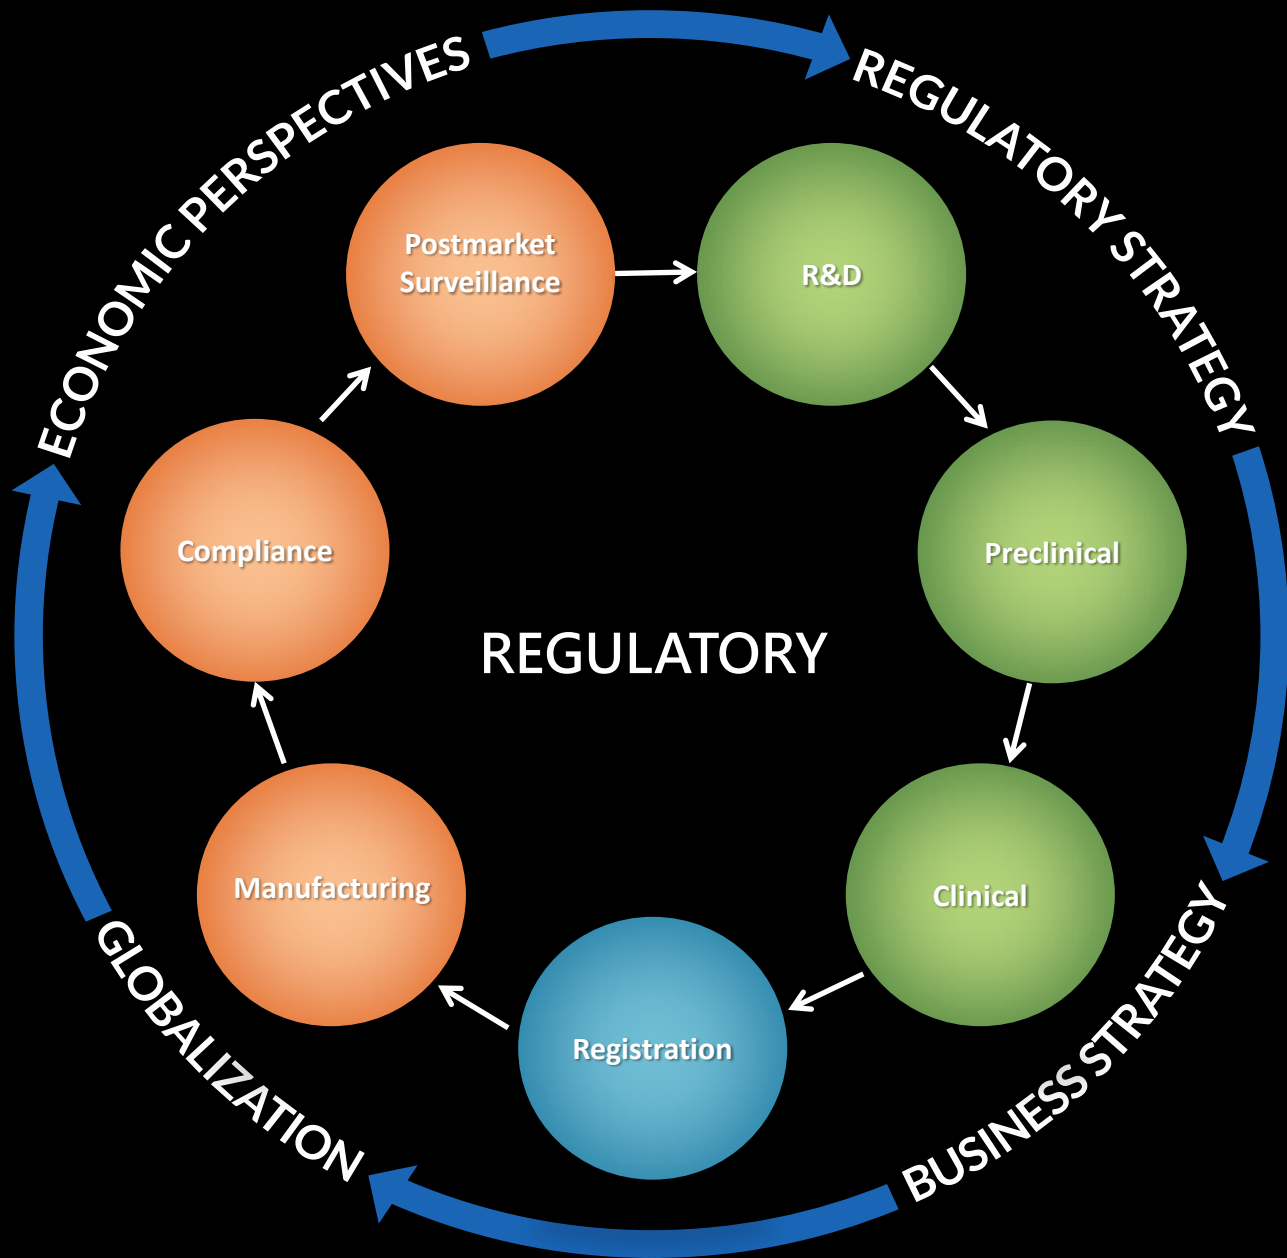 ECONOMIC PERSPECTIVES
REGULATORY STRATEGY
Postmarket
Surveillance
R&D
Compliance
Preclinical
REGULATORY
Manufacturing
Clinical
Registration
GLOBALIZATION
BUSINESS STRATEGY